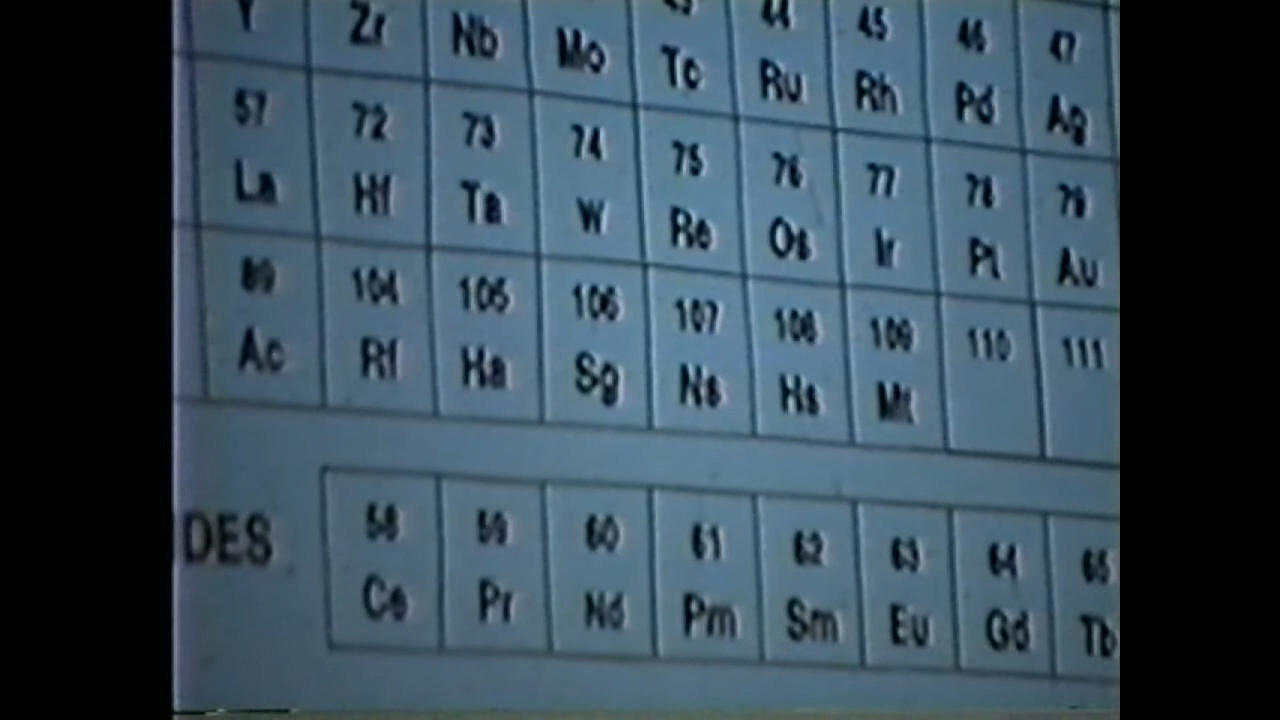 43 44 45 46 47
Y Zr Nb Mo Tc Ru Rh Pd Ag
57 72 73 74 75 76 77 78 79
La Hf Ta W Re Os Ir Pt Au
89 104 105 106 107 108 109 110 111
Ac Rf Ha Sg Ns Hs Mt
DES
58 59 60 61 62 63 64 65
Ce Pr Nd Pm Sm Eu Gd Tb